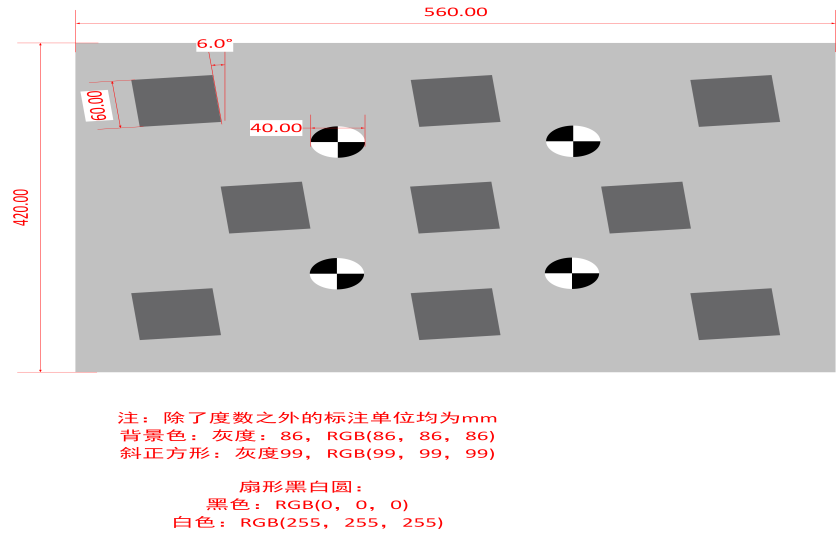 560.00
6.0°
60.00
40.00
420.00
注：除了度数之外的标注单位均为mm
背景色：灰度：86，RGB(86，86，86)
斜正方形：灰度99，RGB(99，99，99)
扇形黑白圆：
黑色：RGB(0，0，0)
白色：RGB(255，255，255)